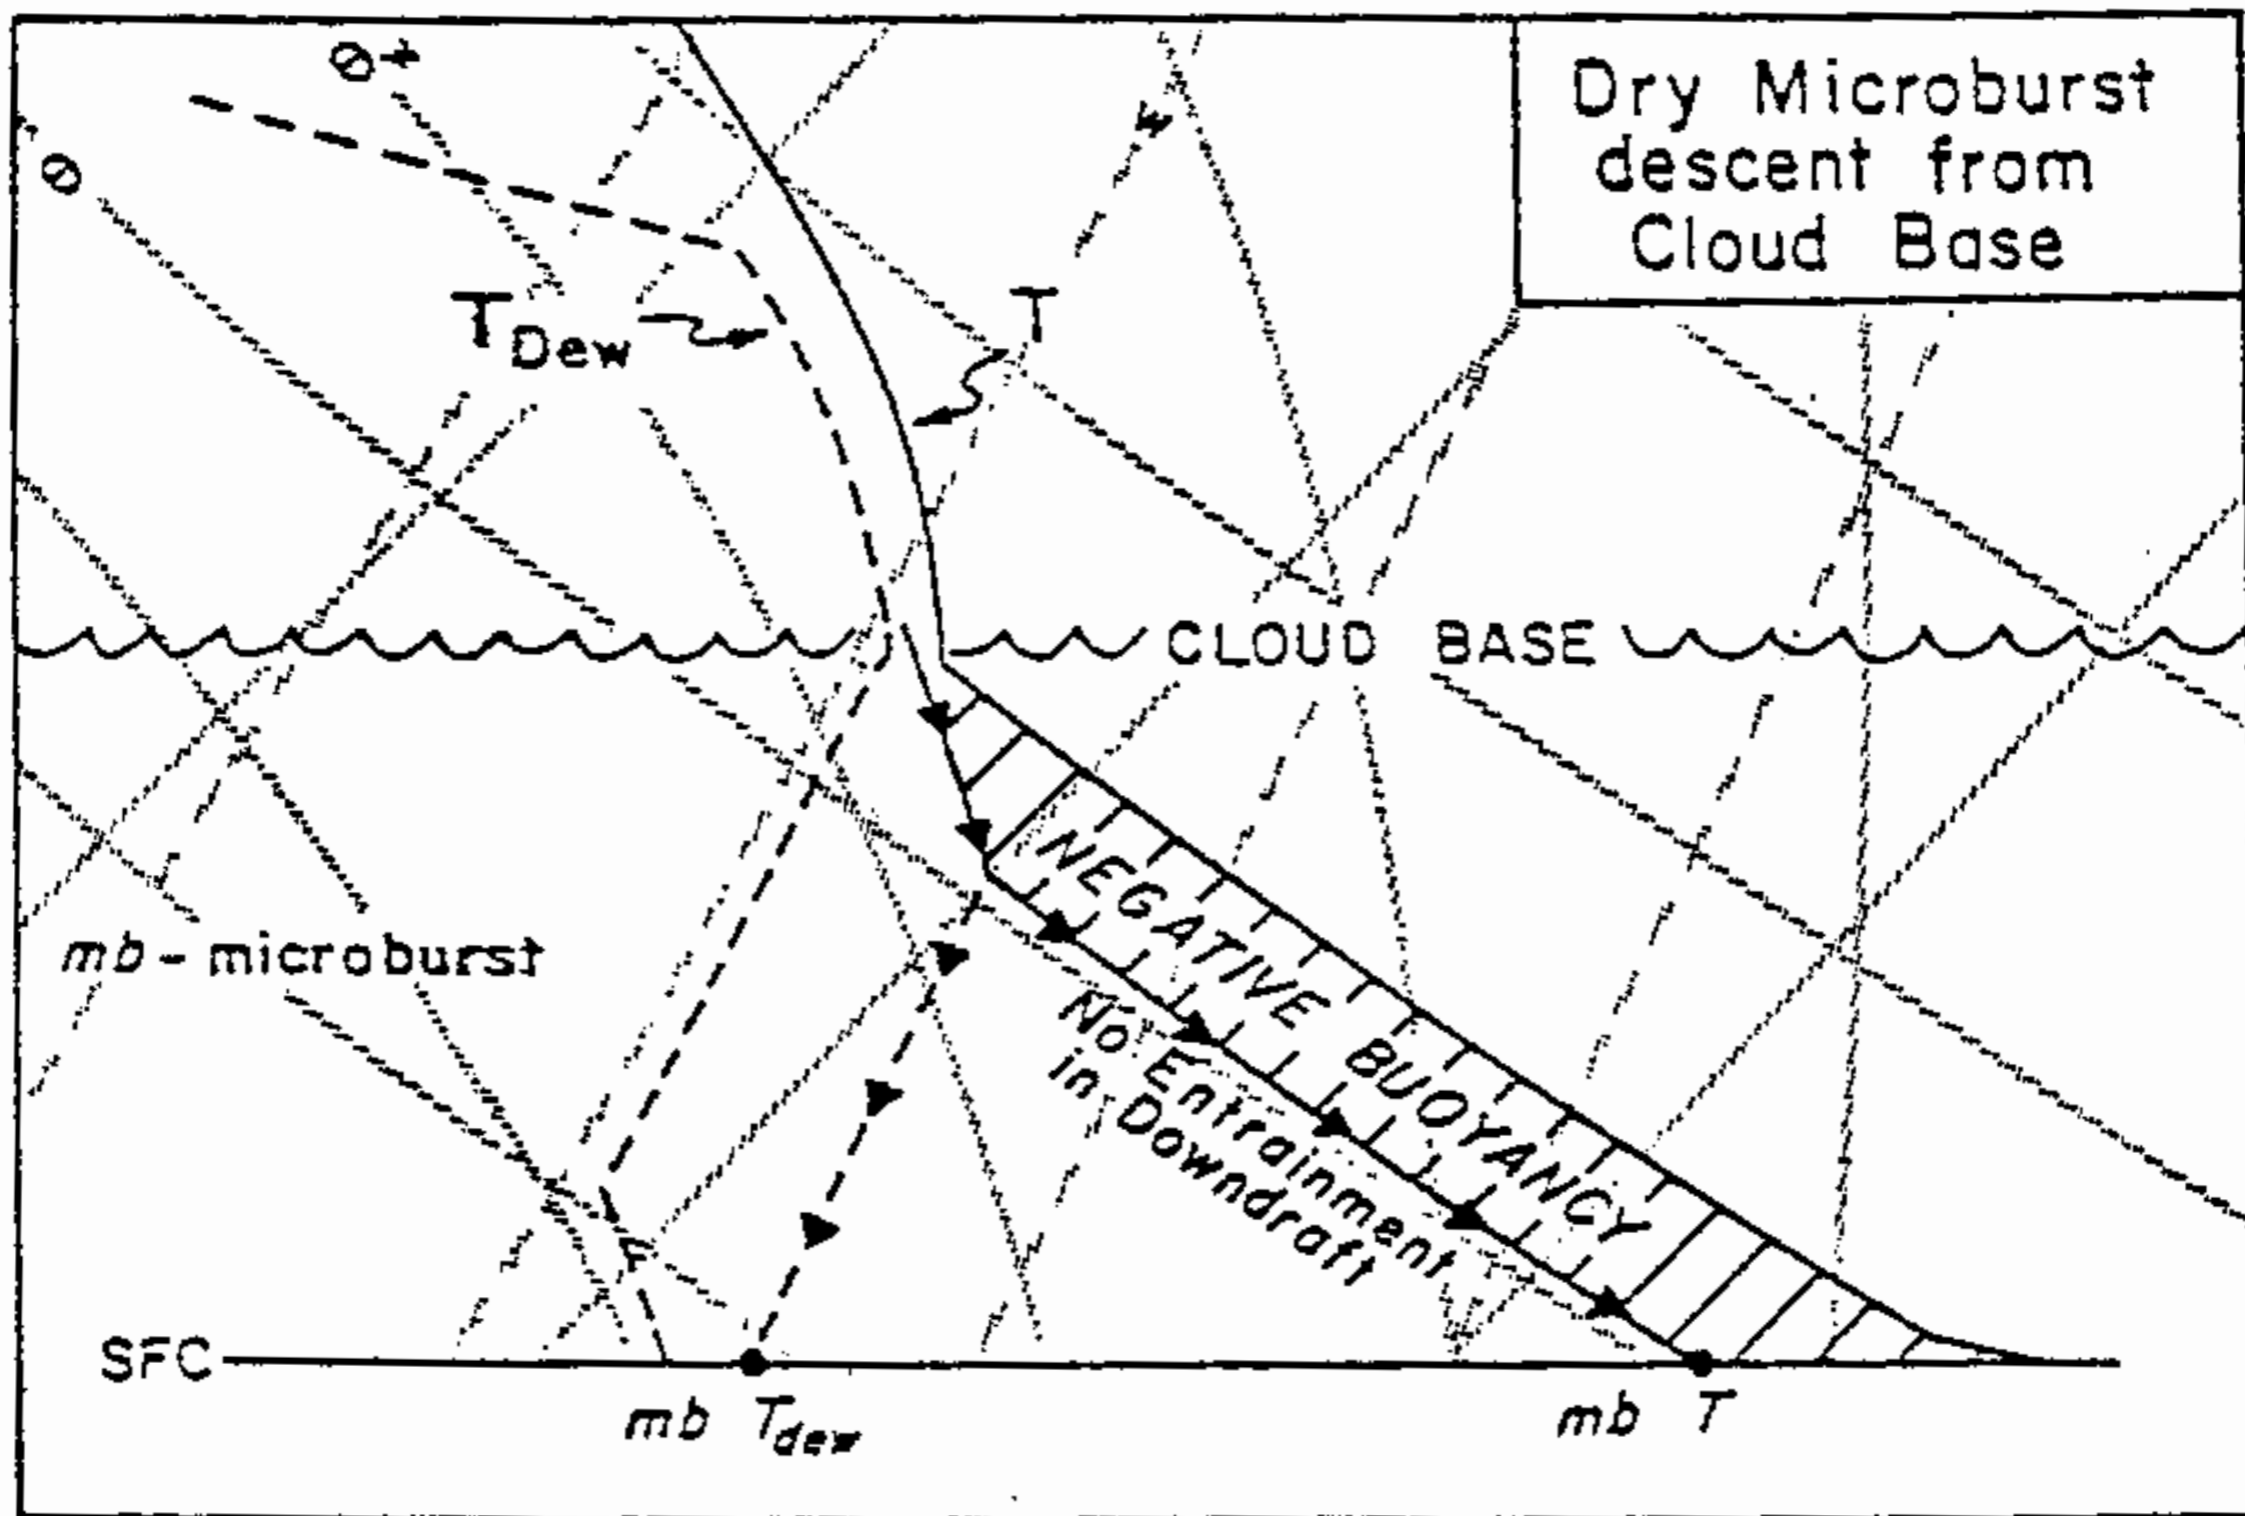 Dry Microburst
descent from
Cloud Base
T Dew
T
w
CLOUD BASE
NEGATIVE BUOYANCY
No Entrainment
in Downdraft
mb - microburst
SFC
mb Tdew
mb T